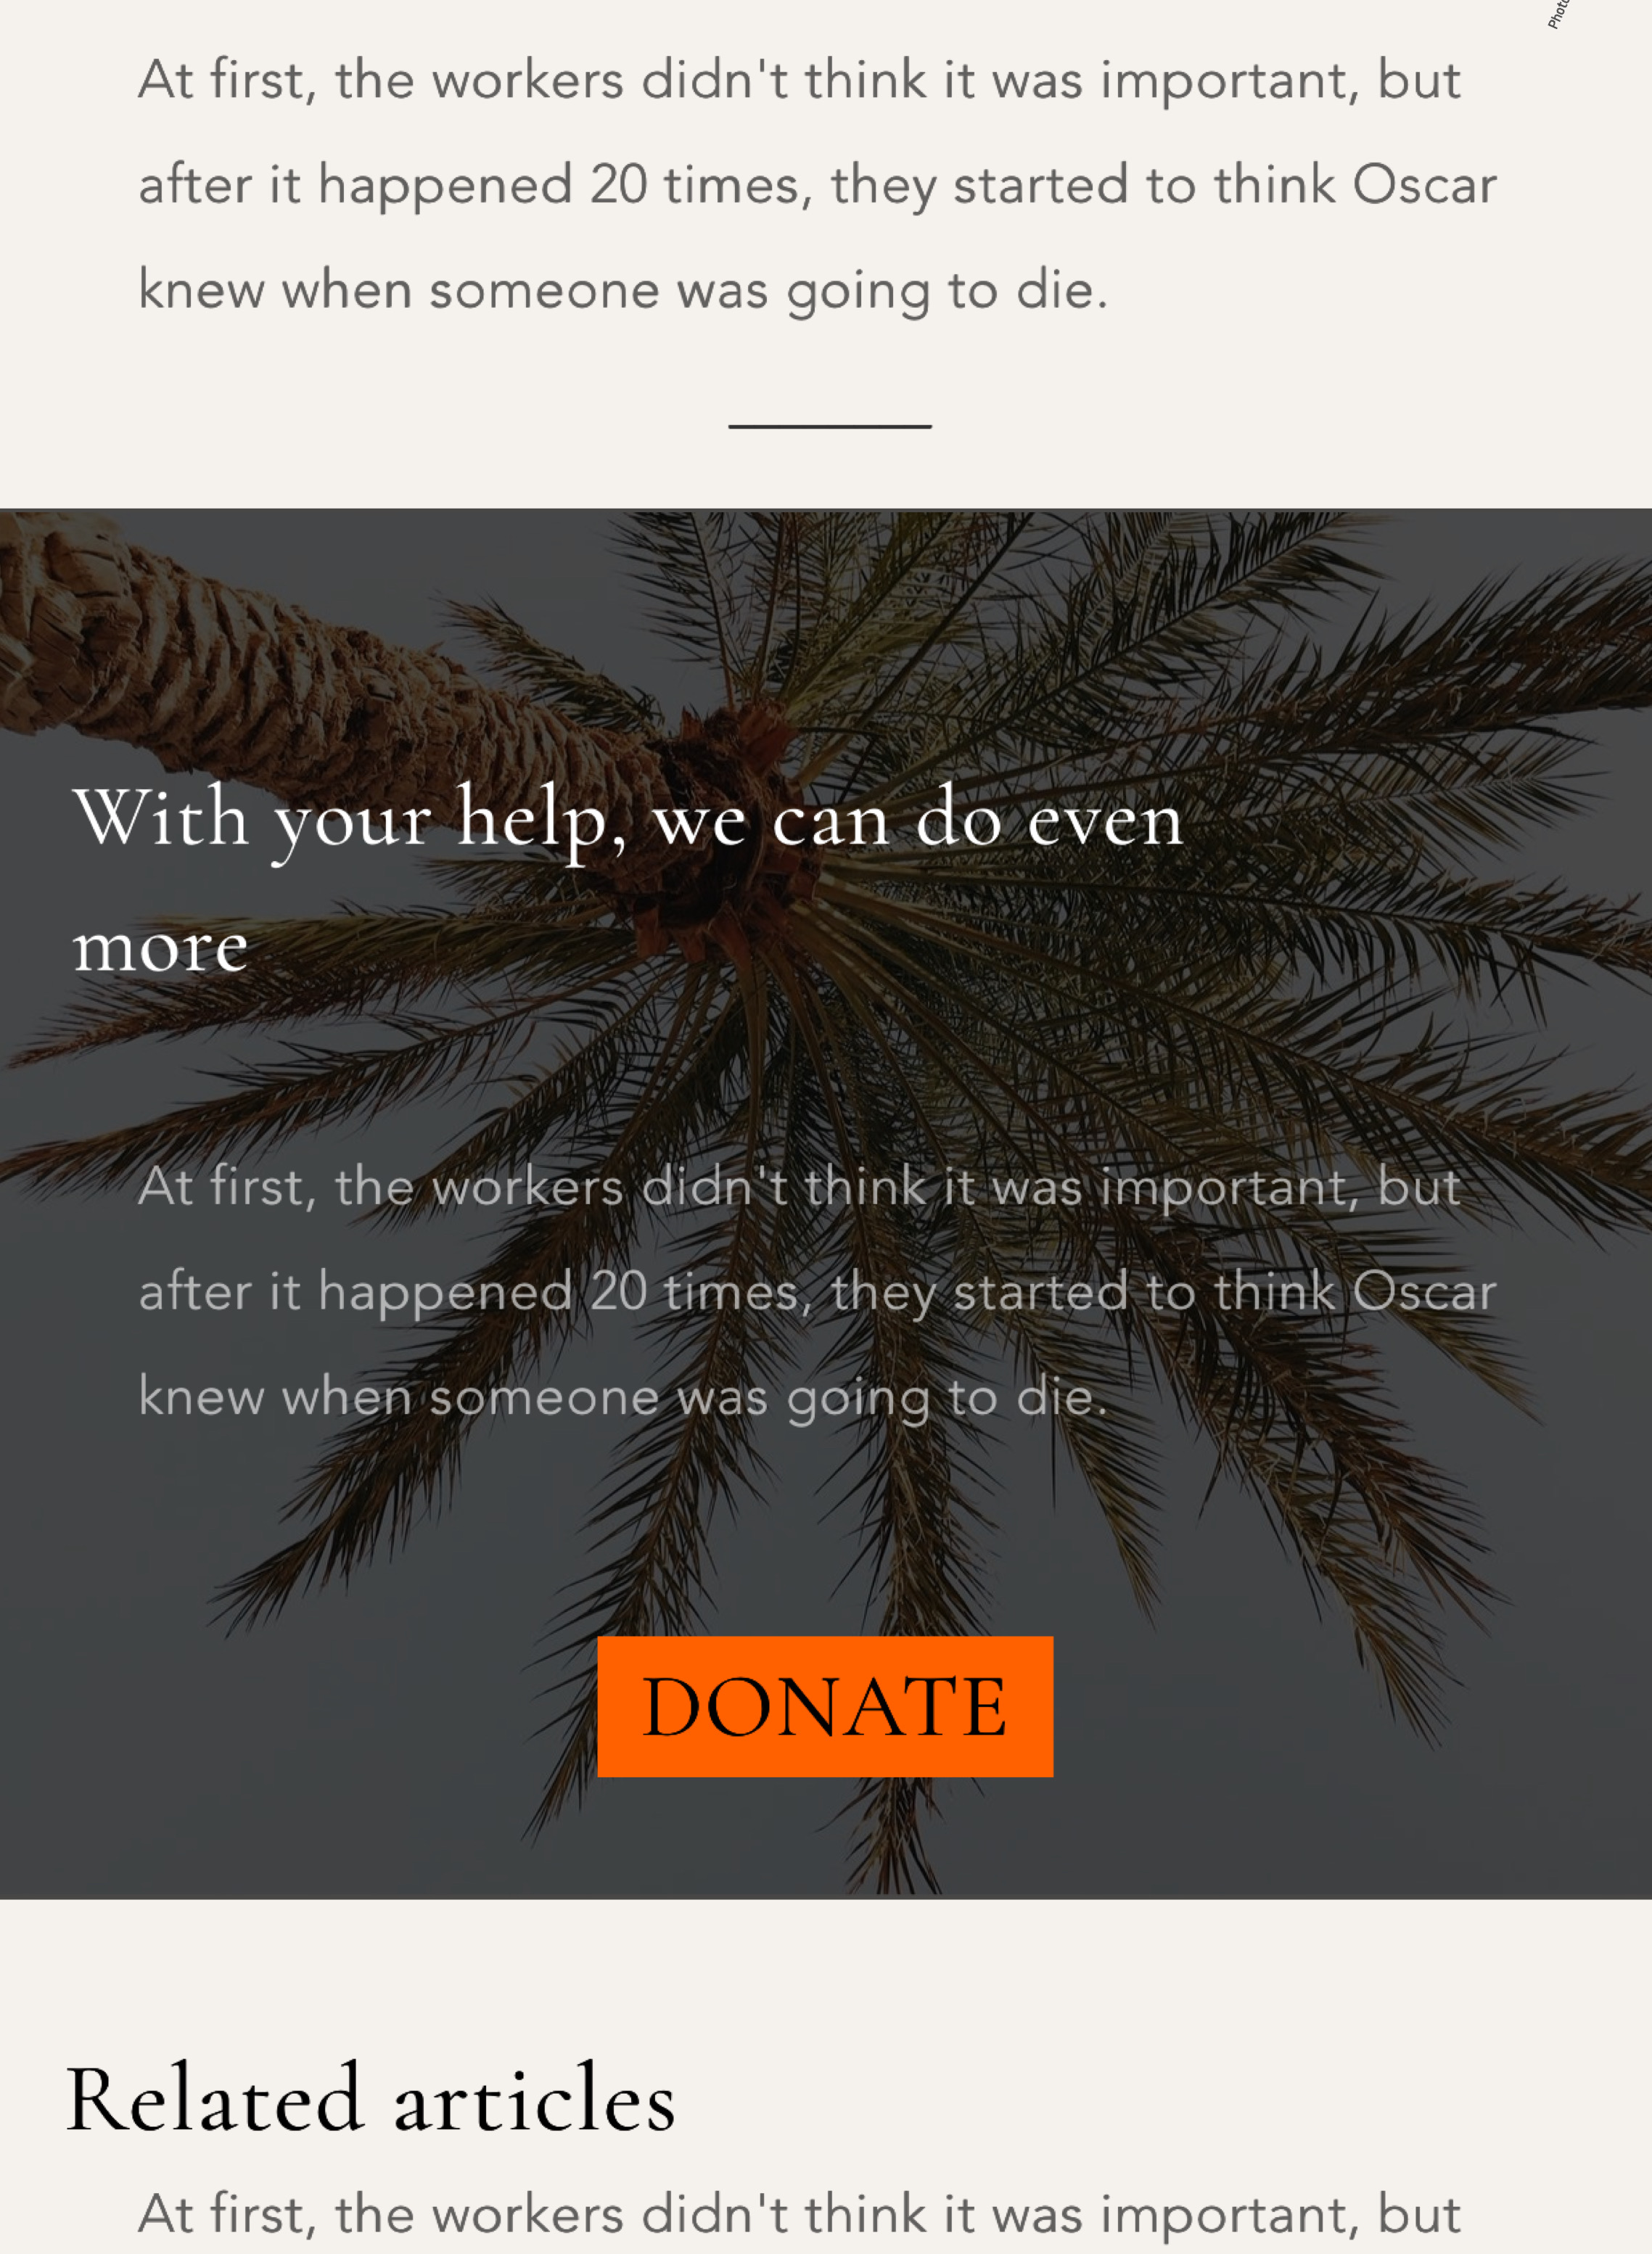 At first, the workers didn't think it was important, but
after it happened 20 times, they started to think Oscar
knew when someone was going to die.
With your help, we can do even
more
At first, the workers didn't think it was important, but
after it happened 20 times, they started to think Oscar
knew when someone was going to die.
DONATE
Related articles
At first, the workers didn't think it was important, but